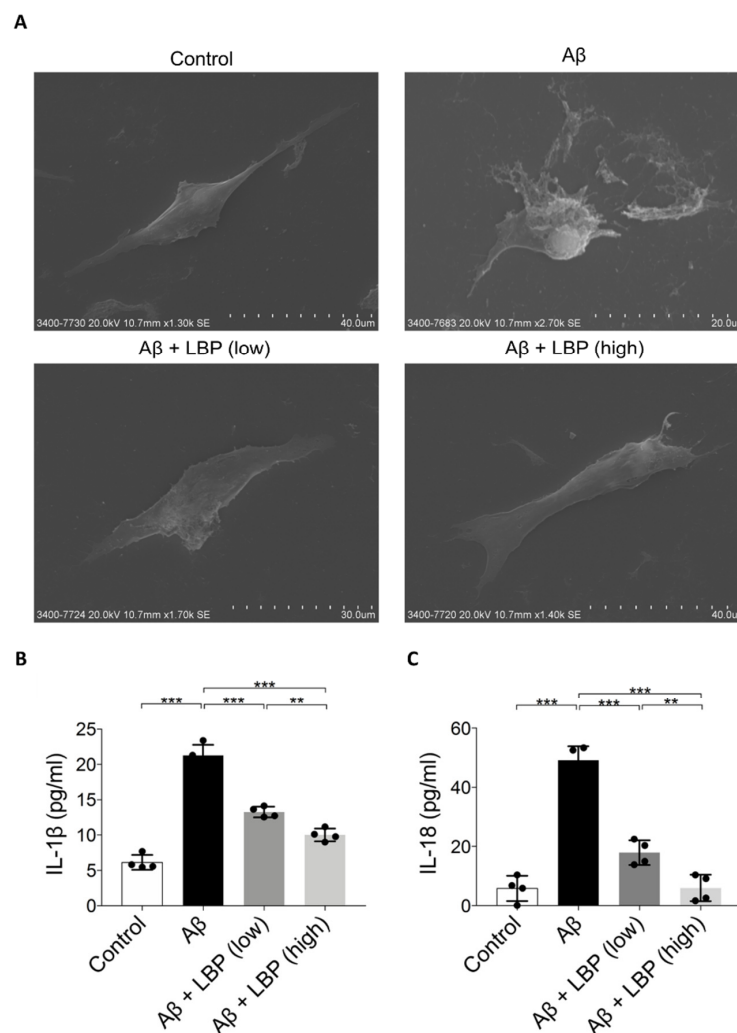 A
Control
Aβ
3400-7730 20.0kV 10.7mm x1.30k SE
40.0um
3400-7683 20.0kV 10.7mm x2.70k SE
20.0
Aβ + LBP (low)
Aβ + LBP (high)
3400-7724 20.0kV 10.7mm x1.70k SE
30.0um
3400-7720 20.0kV 10.7mm x1.40k SE
40.0u
B
C
***
***
*** *** **
*** *** **
25
20
15
10
5
0
IL-1β (pg/ml)
60
40
20
0
IL-18 (pg/ml)
Control
Aβ
Aβ + LBP (low)
Aβ + LBP (high)
Control
Aβ
Aβ + LBP (low)
Aβ + LBP (high)